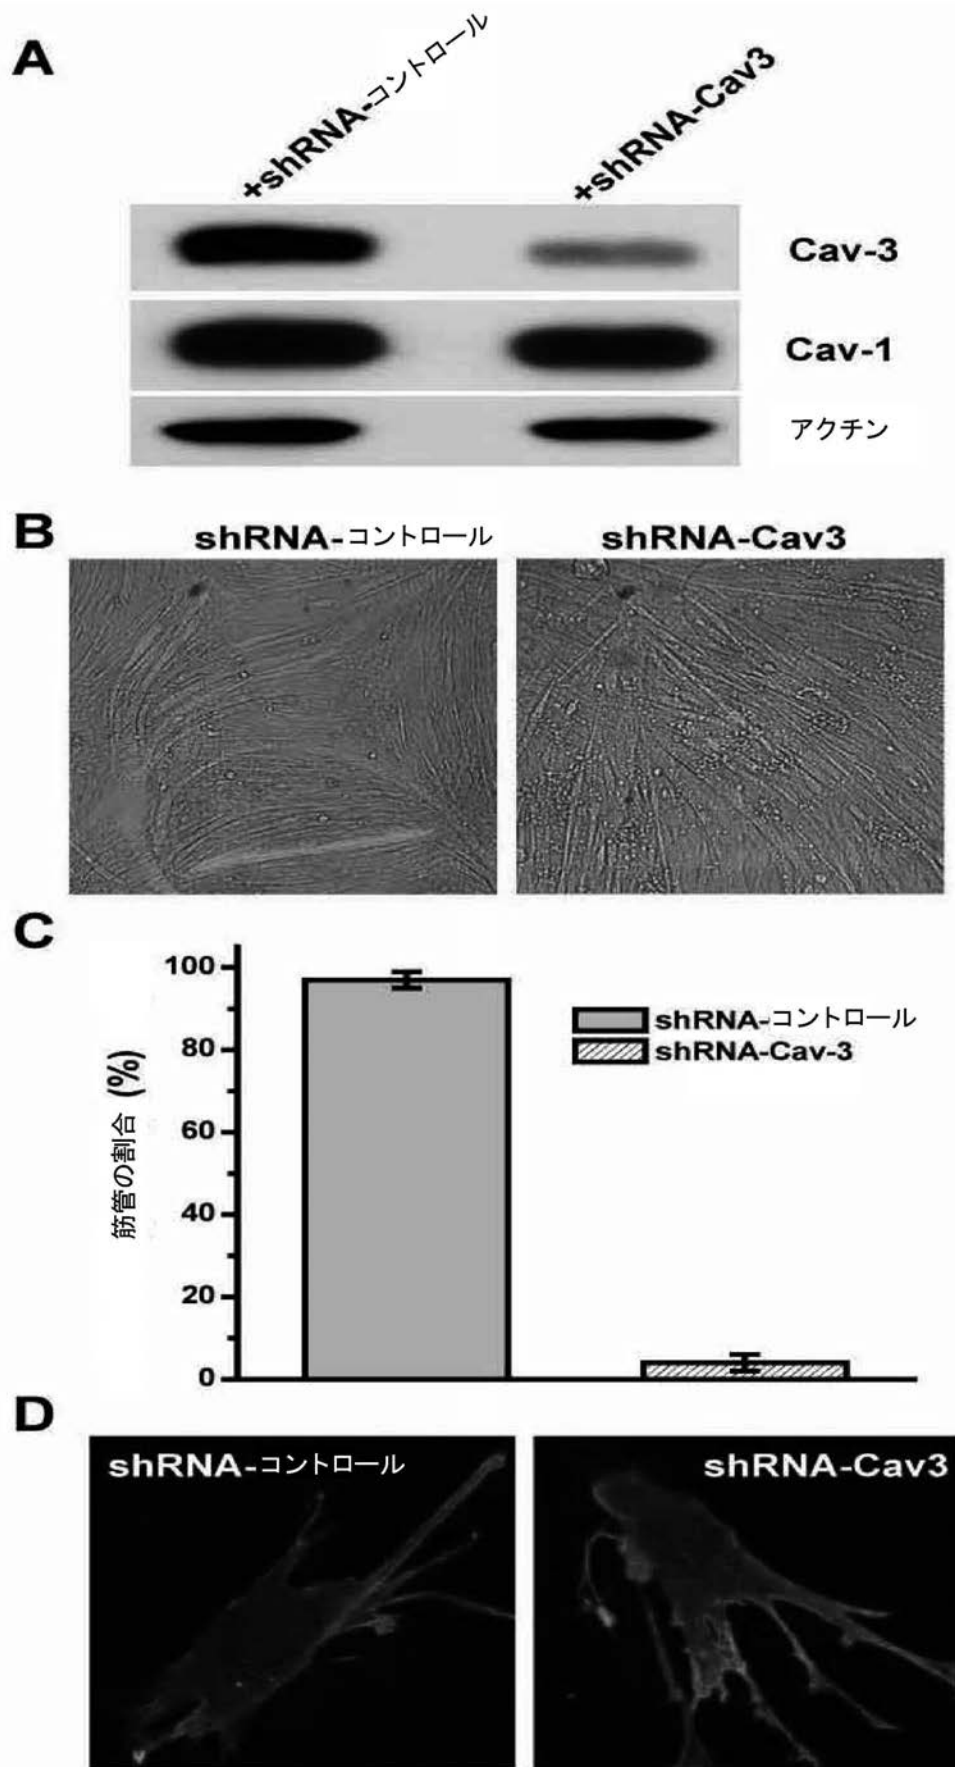 A
+shRNA-コントロール
+shRNA-Cav3
Cav-3
Cav-1
アクチン
B
shRNA-コントロール
shRNA-Cav3
C
100
80
60
40
20
0
筋管の割合 (%)
shRNA-コントロール
shRNA-Cav-3
D
shRNA-コントロール
shRNA-Cav3